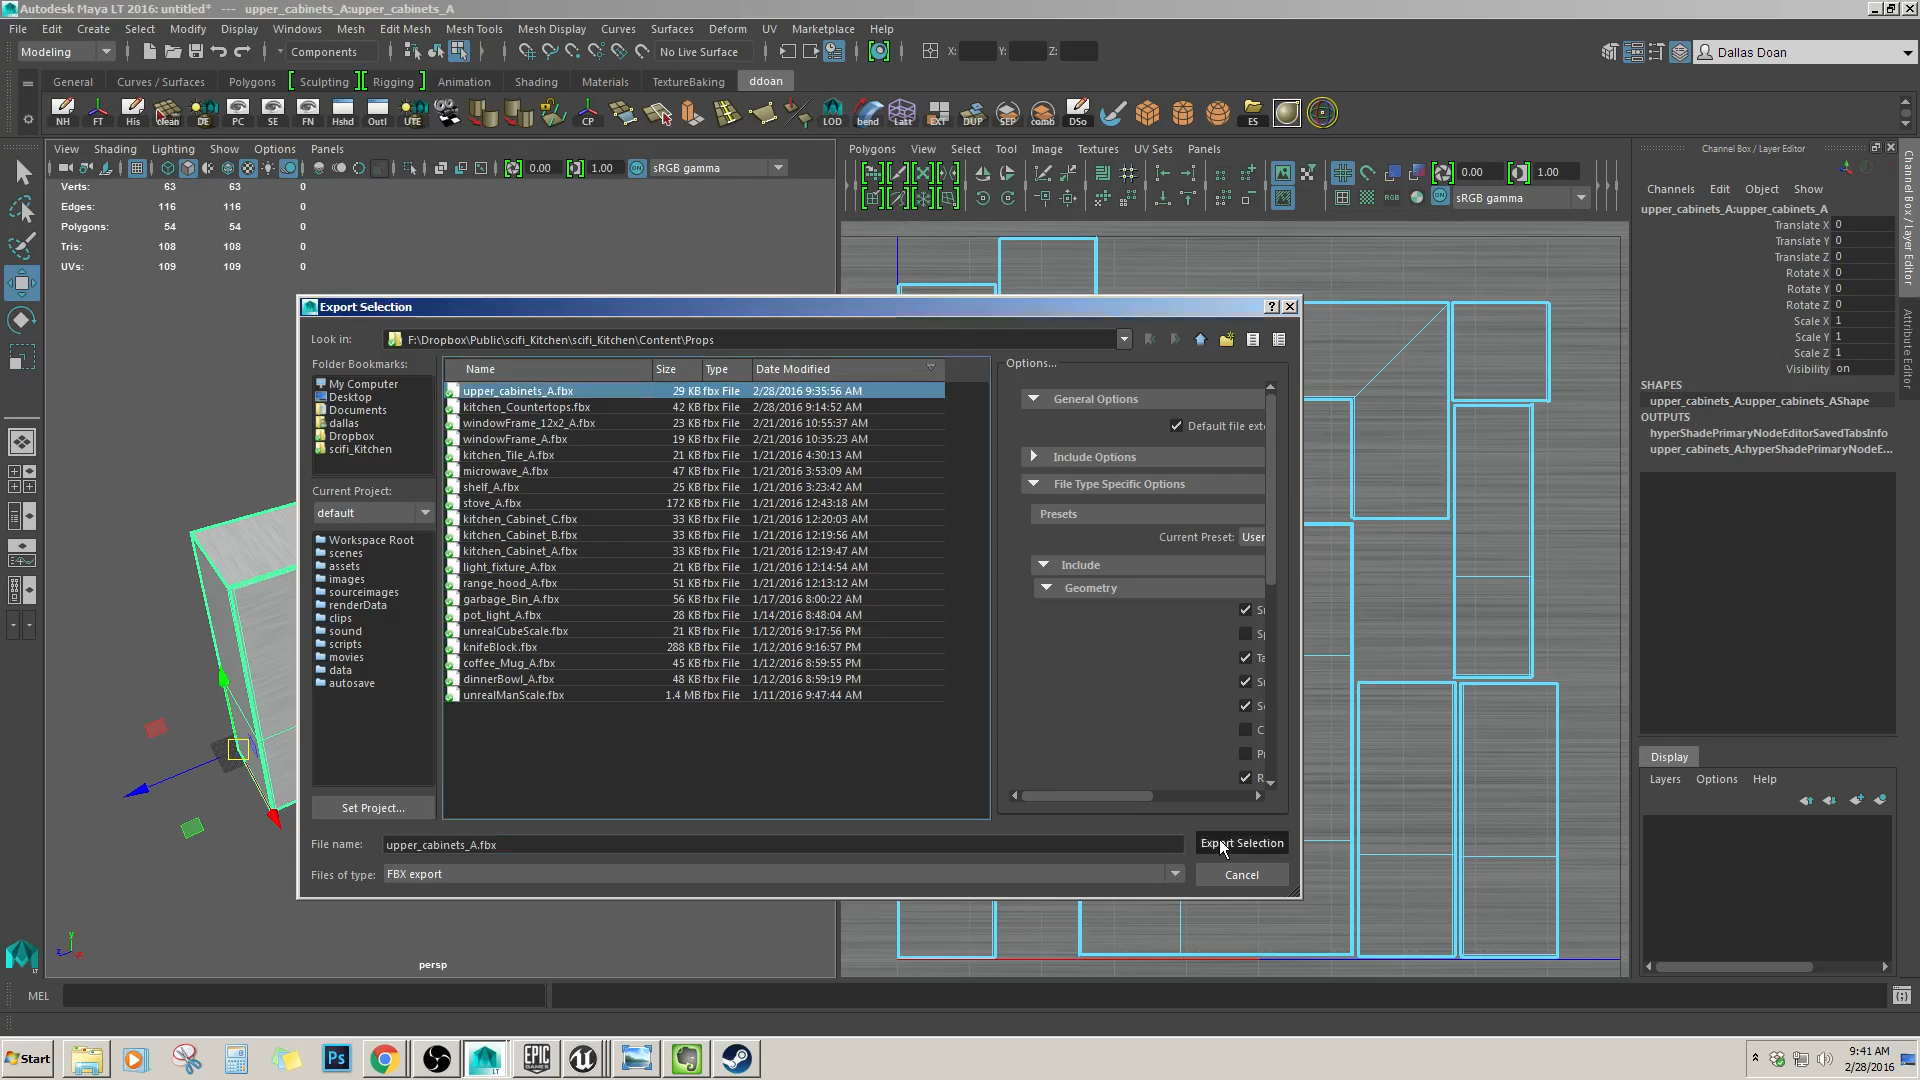 Autodesk Maya LT 2016: untitled* --- upper_cabinets_A:upper_cabinets_A
File Edit Create Select Modify Display Windows Mesh Edit Mesh Mesh Tools Mesh Display Curves Surfaces Deform UV Marketplace Help
Modeling Components No Live Surface X: Y: Z: Dallas Doan
General Curves / Surfaces Polygons Sculpting Rigging Animation Shading Materials TextureBaking ddoan
NH FT His clean DE PC SE FN Hshd Outl UTE CP LOD bend Latt EXT DUP SEP comb DSo ES
View Shading Lighting Show Options Panels
0.00 1.00 sRGB gamma
Verts: 63 63 0
Edges: 116 116 0
Polygons: 54 54 0
Tris: 108 108 0
UVs: 109 109 0
Polygons View Select Tool Image Textures UV Sets Panels
0.00 1.00
RGB sRGB gamma
Channel Box / Layer Editor
Channels Edit Object Show
upper_cabinets_A:upper_cabinets_A
Translate X 0
Translate Y 0
Translate Z 0
Rotate X 0
Rotate Y 0
Rotate Z 0
Scale X 1
Scale Y 1
Scale Z 1
Visibility on
SHAPES
upper_cabinets_A:upper_cabinets_AShape
OUTPUTS
hyperShadePrimaryNodeEditorSavedTabsInfo
upper_cabinets_A:hyperShadePrimaryNodeE...
Channel Box / Layer Editor
Attribute Editor
Export Selection
Look in: F:\Dropbox\Public\scifi_Kitchen\scifi_Kitchen\Content\Props
Folder Bookmarks:
My Computer
Desktop
Documents
dallas
Dropbox
scifi_Kitchen
Current Project:
default
Workspace Root
scenes
assets
images
sourceimages
renderData
clips
sound
scripts
movies
data
autosave
Set Project...
Name Size Type Date Modified
upper_cabinets_A.fbx 29 KB fbx File 2/28/2016 9:35:56 AM
kitchen_Countertops.fbx 42 KB fbx File 2/28/2016 9:14:52 AM
windowFrame_12x2_A.fbx 23 KB fbx File 2/21/2016 10:55:37 AM
windowFrame_A.fbx 19 KB fbx File 2/21/2016 10:35:23 AM
kitchen_Tile_A.fbx 21 KB fbx File 1/21/2016 4:30:13 AM
microwave_A.fbx 47 KB fbx File 1/21/2016 3:53:09 AM
shelf_A.fbx 25 KB fbx File 1/21/2016 3:23:42 AM
stove_A.fbx 172 KB fbx File 1/21/2016 12:43:18 AM
kitchen_Cabinet_C.fbx 33 KB fbx File 1/21/2016 12:20:03 AM
kitchen_Cabinet_B.fbx 33 KB fbx File 1/21/2016 12:19:56 AM
kitchen_Cabinet_A.fbx 33 KB fbx File 1/21/2016 12:19:47 AM
light_fixture_A.fbx 21 KB fbx File 1/21/2016 12:14:54 AM
range_hood_A.fbx 51 KB fbx File 1/21/2016 12:13:12 AM
garbage_Bin_A.fbx 56 KB fbx File 1/17/2016 8:00:22 AM
pot_light_A.fbx 28 KB fbx File 1/14/2016 8:48:04 AM
unrealCubeScale.fbx 21 KB fbx File 1/12/2016 9:17:56 PM
knifeBlock.fbx 288 KB fbx File 1/12/2016 9:16:57 PM
coffee_Mug_A.fbx 45 KB fbx File 1/12/2016 8:59:55 PM
dinnerBowl_A.fbx 48 KB fbx File 1/12/2016 8:59:19 PM
unrealManScale.fbx 1.4 MB fbx File 1/11/2016 9:47:44 AM
Options...
General Options
Default file exte
Include Options
File Type Specific Options
Presets
Current Preset: User
Include
Geometry
File name: upper_cabinets_A.fbx Export Selection
Files of type: FBX export Cancel
persp
Display
Layers Options Help
MEL
Start Ps LT EPIC GAMES 9:41 AM
2/28/2016